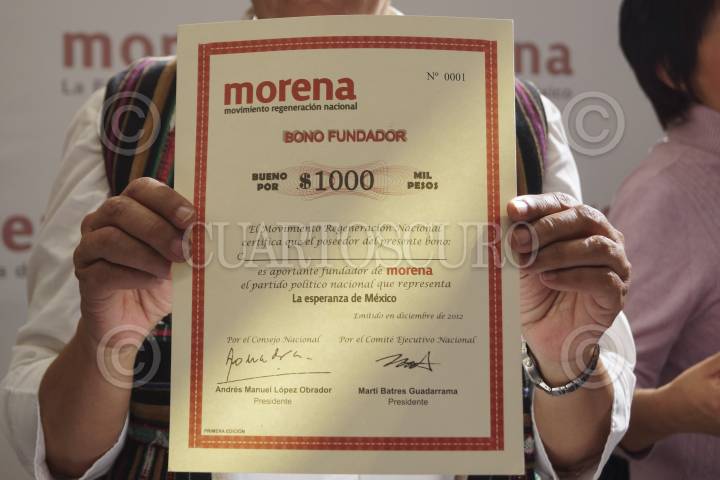 morena
La
morena
morena
Nº 0001
movimiento regeneración nacional
BONO FUNDADOR
BUENO POR
$1000
MIL PESOS
El Movimiento Regeneración Nacional
certifica que el poseedor del presente bono:
C
es aportante fundador de morena
el partido político nacional que representa
La esperanza de México
Emitido en diciembre de 2012
Por el Consejo Nacional
Por el Comité Ejecutivo Nacional
Andrés Manuel López Obrador
Presidente
Martí Batres Guadarrama
Presidente
PRIMERA EDICIÓN
CUARTOSCURO
©
©
©
©